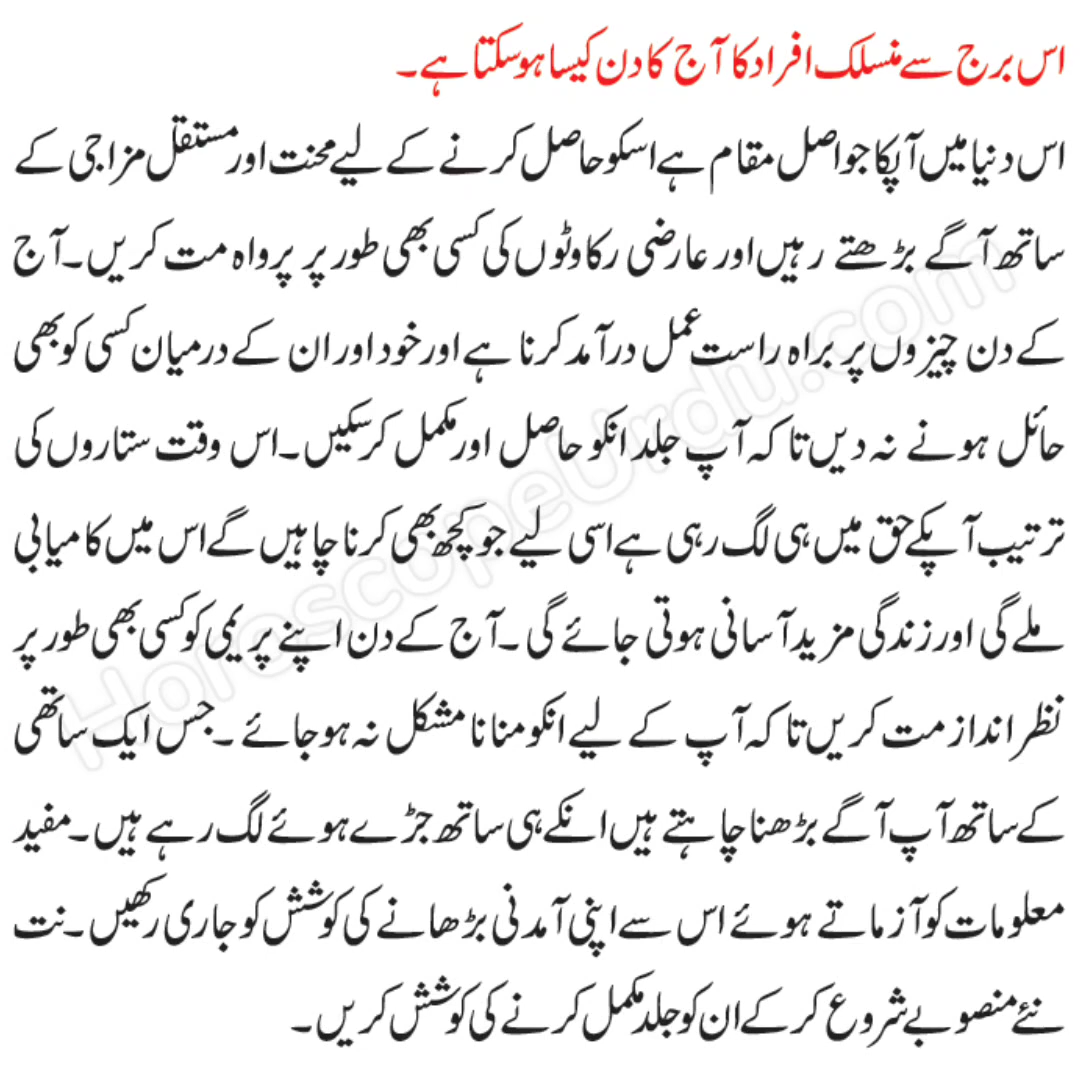 اس برج سے منسلک افراد کا آج کا دن کیسا ہو سکتا ہے۔
اس دنیا میں آپکا جو اصل مقام ہے اسکو حاصل کرنے کے لیے محنت اور مستقل مزاجی کے
ساتھ آگے بڑھتے رہیں اور عارضی رکاوٹوں کی کسی بھی طور پر پرواہ مت کریں۔ آج
کے دن چیزوں پر براہ راست عمل درآمد کرنا ہے اور خود اور ان کے درمیان کسی کو بھی
حائل ہونے نہ دیں تاکہ آپ جلد انکو حاصل اور مکمل کر سکیں۔ اس وقت ستاروں کی
ترتیب آپکے حق میں ہی لگ رہی ہے اسی لیے جو کچھ بھی کرنا چاہیں گے اس میں کامیابی
ملے گی اور زندگی مزید آسانی ہوتی جائے گی۔ آج کے دن اپنے پریمی کو کسی بھی طور پر
نظر انداز مت کریں تاکہ آپ کے لیے انکو منانا مشکل نہ ہو جائے۔ جس ایک ساتھی
کے ساتھ آپ آگے بڑھنا چاہتے ہیں انکے ہی ساتھ جڑے ہوئے لگ رہے ہیں۔ مفید
معلومات کو آزماتے ہوئے اس سے اپنی آمدنی بڑھانے کی کوشش کو جاری رکھیں۔ نت
نئے منصوبے شروع کر کے ان کو جلد مکمل کرنے کی کوشش کریں۔
HoroscopeUrdu.com